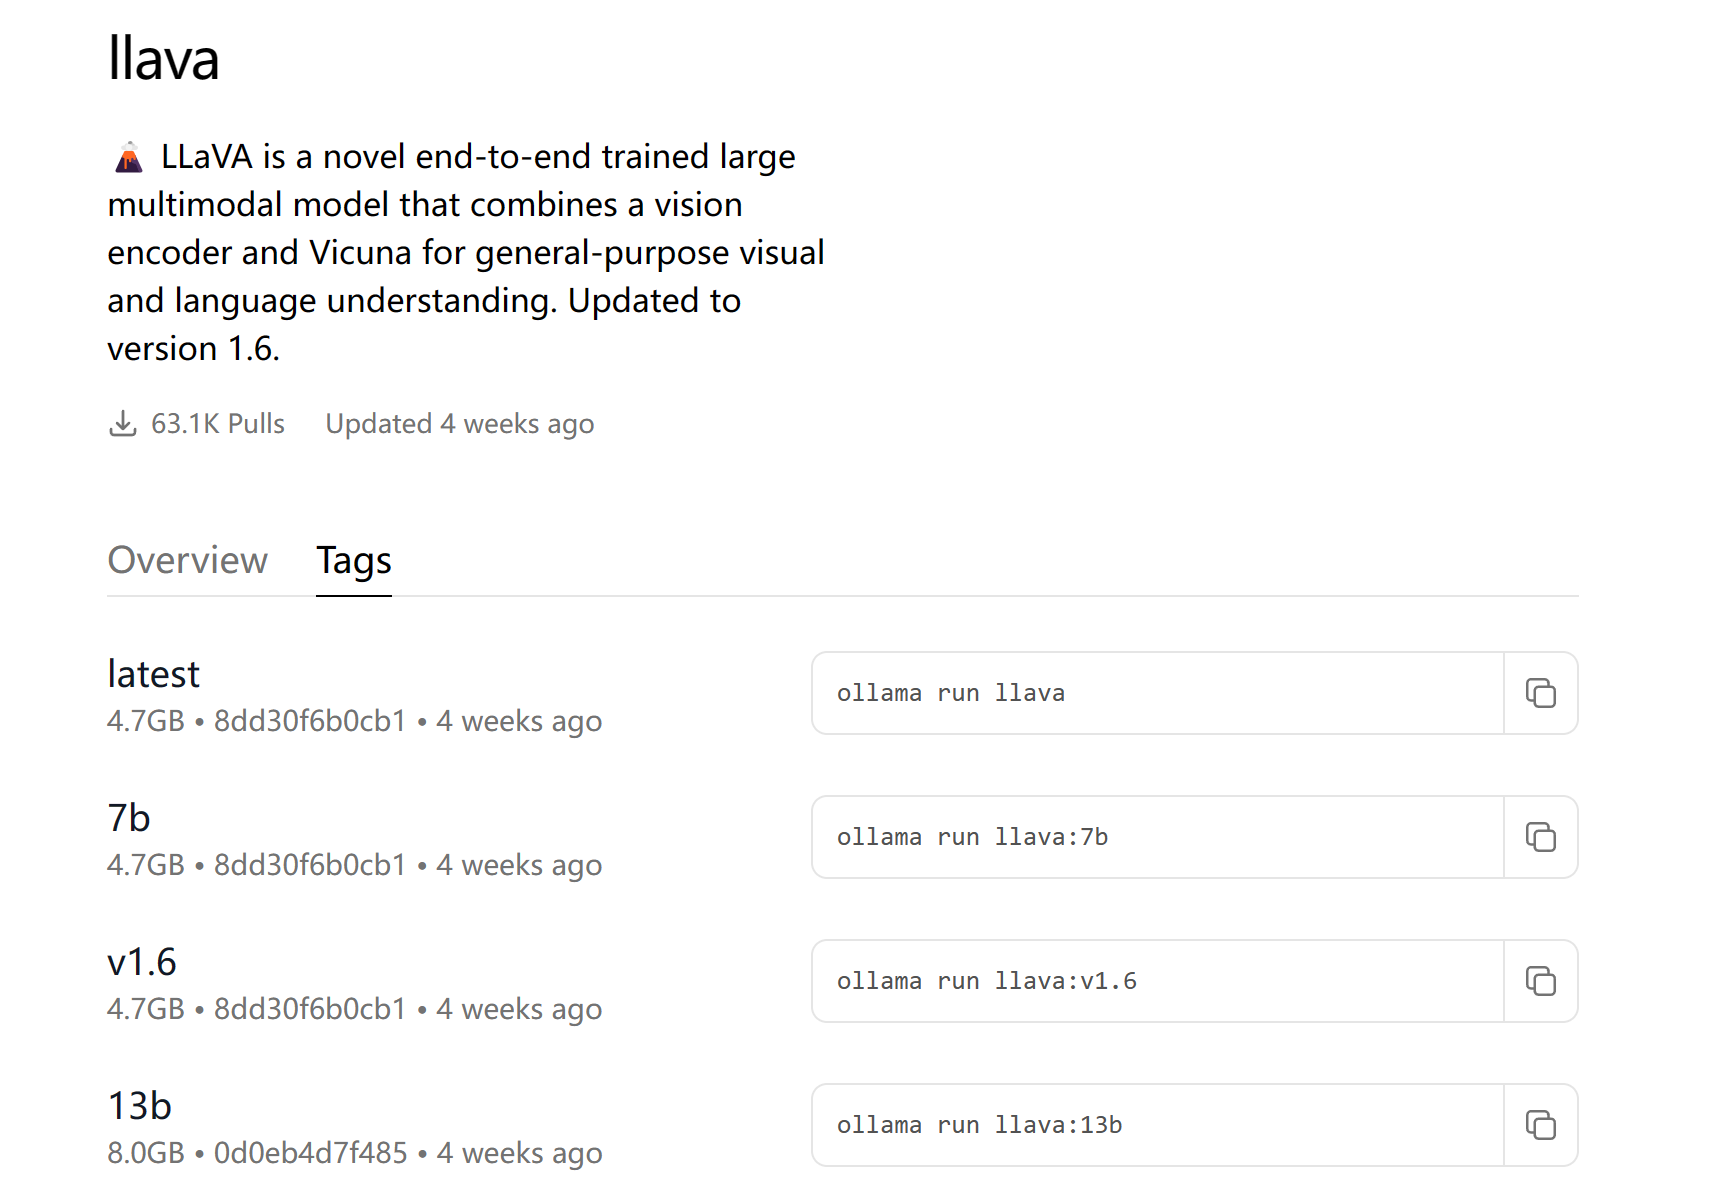 llava
🌋 LLaVA is a novel end-to-end trained large
multimodal model that combines a vision
encoder and Vicuna for general-purpose visual
and language understanding. Updated to
version 1.6.
63.1K Pulls Updated 4 weeks ago
Overview Tags
latest
ollama run llava
4.7GB • 8dd30f6b0cb1 • 4 weeks ago
7b
ollama run llava:7b
4.7GB • 8dd30f6b0cb1 • 4 weeks ago
v1.6
ollama run llava:v1.6
4.7GB • 8dd30f6b0cb1 • 4 weeks ago
13b
ollama run llava:13b
8.0GB • 0d0eb4d7f485 • 4 weeks ago